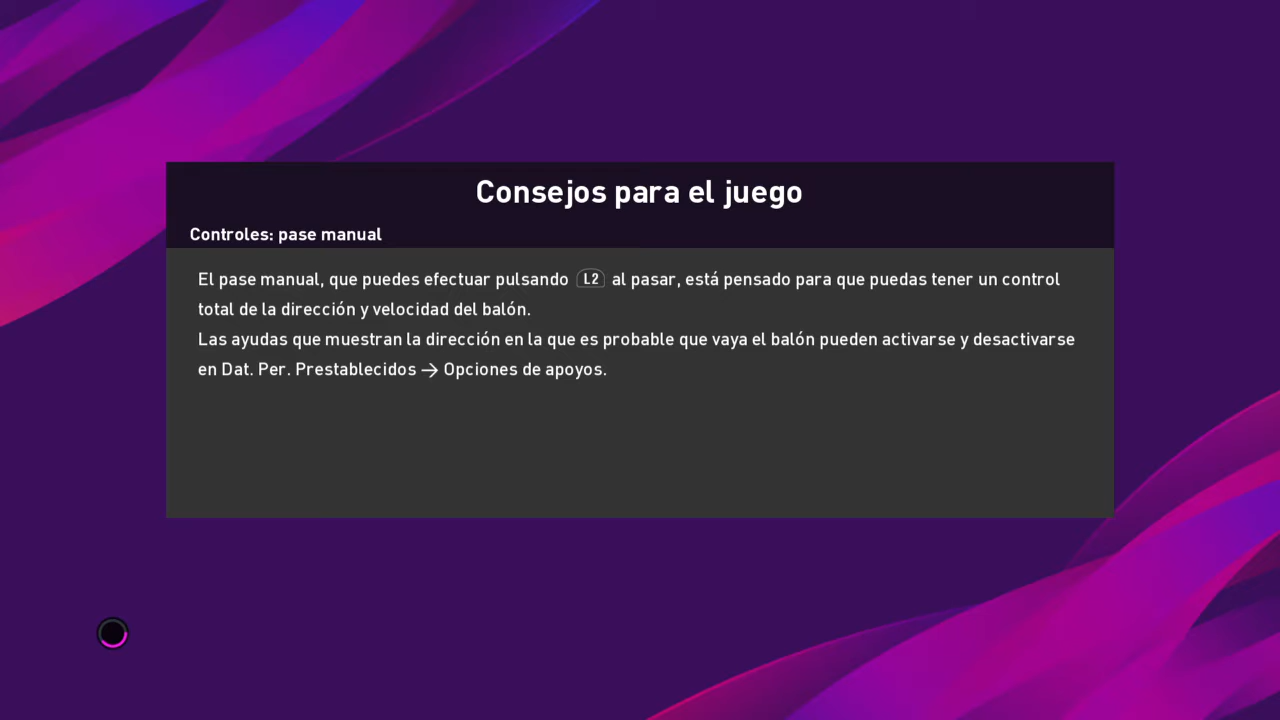 Consejos para el juego
Controles: pase manual
El pase manual, que puedes efectuar pulsando L2 al pasar, está pensado para que puedas tener un control
total de la dirección y velocidad del balón.
Las ayudas que muestran la dirección en la que es probable que vaya el balón pueden activarse y desactivarse
en Dat. Per. Prestablecidos → Opciones de apoyos.